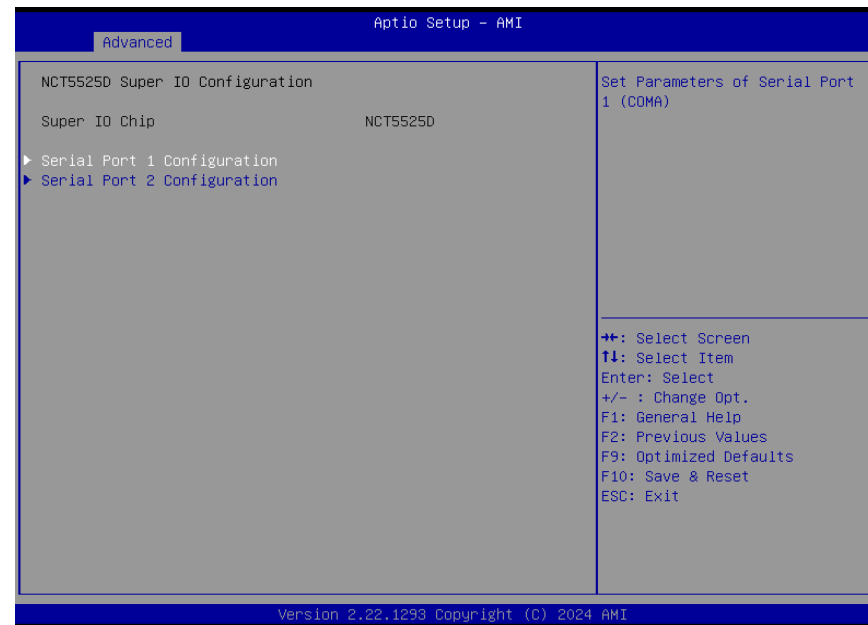 Aptio Setup – AMI
Advanced
NCT5525D Super IO Configuration
Super IO Chip NCT5525D
Serial Port 1 Configuration
Serial Port 2 Configuration
Set Parameters of Serial Port
1 (COMA)
→←: Select Screen
↑↓: Select Item
Enter: Select
+/- : Change Opt.
F1: General Help
F2: Previous Values
F9: Optimized Defaults
F10: Save & Reset
ESC: Exit
Version 2.22.1293 Copyright (C) 2024 AMI